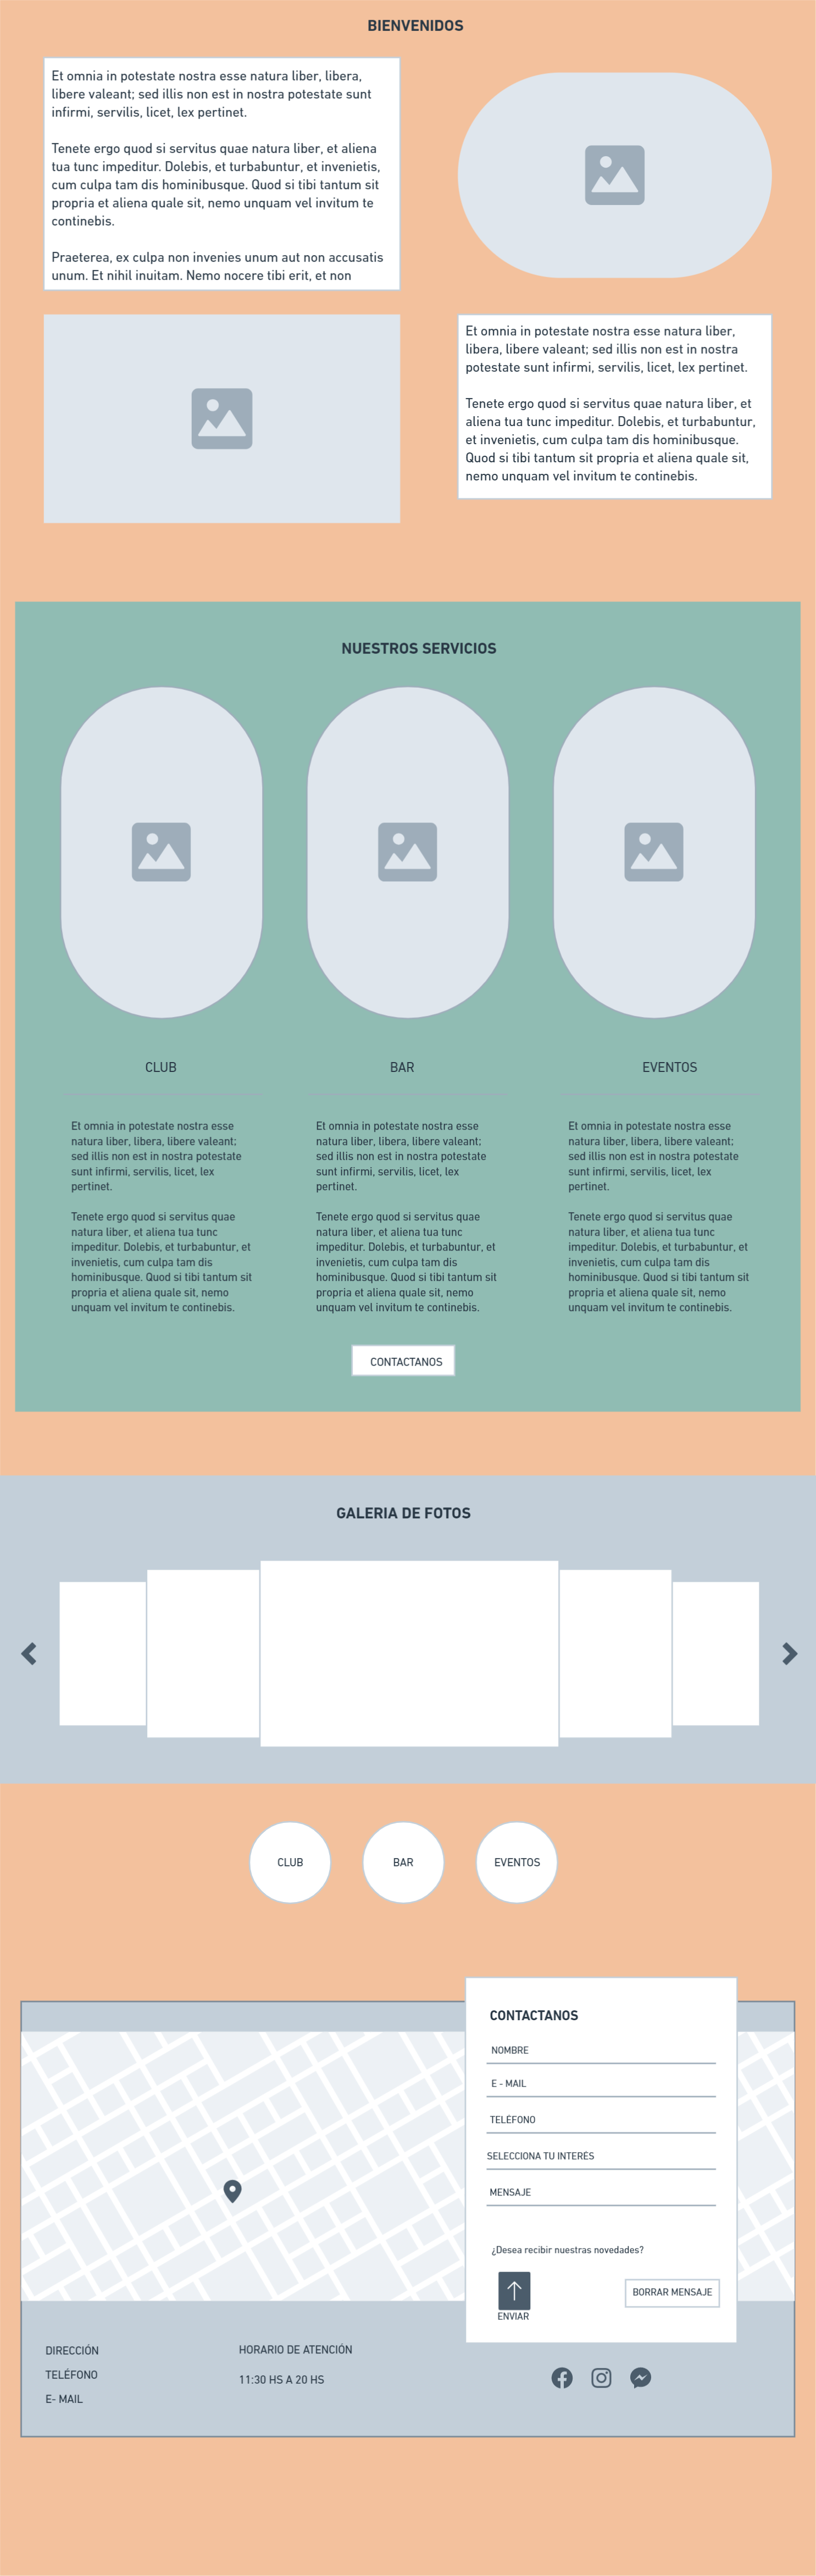 BIENVENIDOS
Et omnia in potestate nostra esse natura liber, libera,
libere valeant; sed illis non est in nostra potestate sunt
infirmi, servilis, licet, lex pertinet.
Tenete ergo quod si servitus quae natura liber, et aliena
tua tunc impeditur. Dolebis, et turbabuntur, et invenietis,
cum culpa tam dis hominibusque. Quod si tibi tantum sit
propria et aliena quale sit, nemo unquam vel invitum te
continebis.
Praeterea, ex culpa non invenies unum aut non accusatis
unum. Et nihil inuitam. Nemo nocere tibi erit, et non
Et omnia in potestate nostra esse natura liber,
libera, libere valeant; sed illis non est in nostra
potestate sunt infirmi, servilis, licet, lex pertinet.
Tenete ergo quod si servitus quae natura liber, et
aliena tua tunc impeditur. Dolebis, et turbabuntur,
et invenietis, cum culpa tam dis hominibusque.
Quod si tibi tantum sit propria et aliena quale sit,
nemo unquam vel invitum te continebis.
NUESTROS SERVICIOS
CLUB
Et omnia in potestate nostra esse
natura liber, libera, libere valeant;
sed illis non est in nostra potestate
sunt infirmi, servilis, licet, lex
pertinet.
Tenete ergo quod si servitus quae
natura liber, et aliena tua tunc
impeditur. Dolebis, et turbabuntur, et
invenietis, cum culpa tam dis
hominibusque. Quod si tibi tantum sit
propria et aliena quale sit, nemo
unquam vel invitum te continebis.
BAR
Et omnia in potestate nostra esse
natura liber, libera, libere valeant;
sed illis non est in nostra potestate
sunt infirmi, servilis, licet, lex
pertinet.
Tenete ergo quod si servitus quae
natura liber, et aliena tua tunc
impeditur. Dolebis, et turbabuntur, et
invenietis, cum culpa tam dis
hominibusque. Quod si tibi tantum sit
propria et aliena quale sit, nemo
unquam vel invitum te continebis.
EVENTOS
Et omnia in potestate nostra esse
natura liber, libera, libere valeant;
sed illis non est in nostra potestate
sunt infirmi, servilis, licet, lex
pertinet.
Tenete ergo quod si servitus quae
natura liber, et aliena tua tunc
impeditur. Dolebis, et turbabuntur, et
invenietis, cum culpa tam dis
hominibusque. Quod si tibi tantum sit
propria et aliena quale sit, nemo
unquam vel invitum te continebis.
CONTACTANOS
GALERIA DE FOTOS
CLUB
BAR
EVENTOS
CONTACTANOS
NOMBRE
E - MAIL
TELÉFONO
SELECCIONA TU INTERÉS
MENSAJE
¿Desea recibir nuestras novedades?
ENVIAR
BORRAR MENSAJE
DIRECCIÓN
TELÉFONO
E- MAIL
HORARIO DE ATENCIÓN
11:30 HS A 20 HS